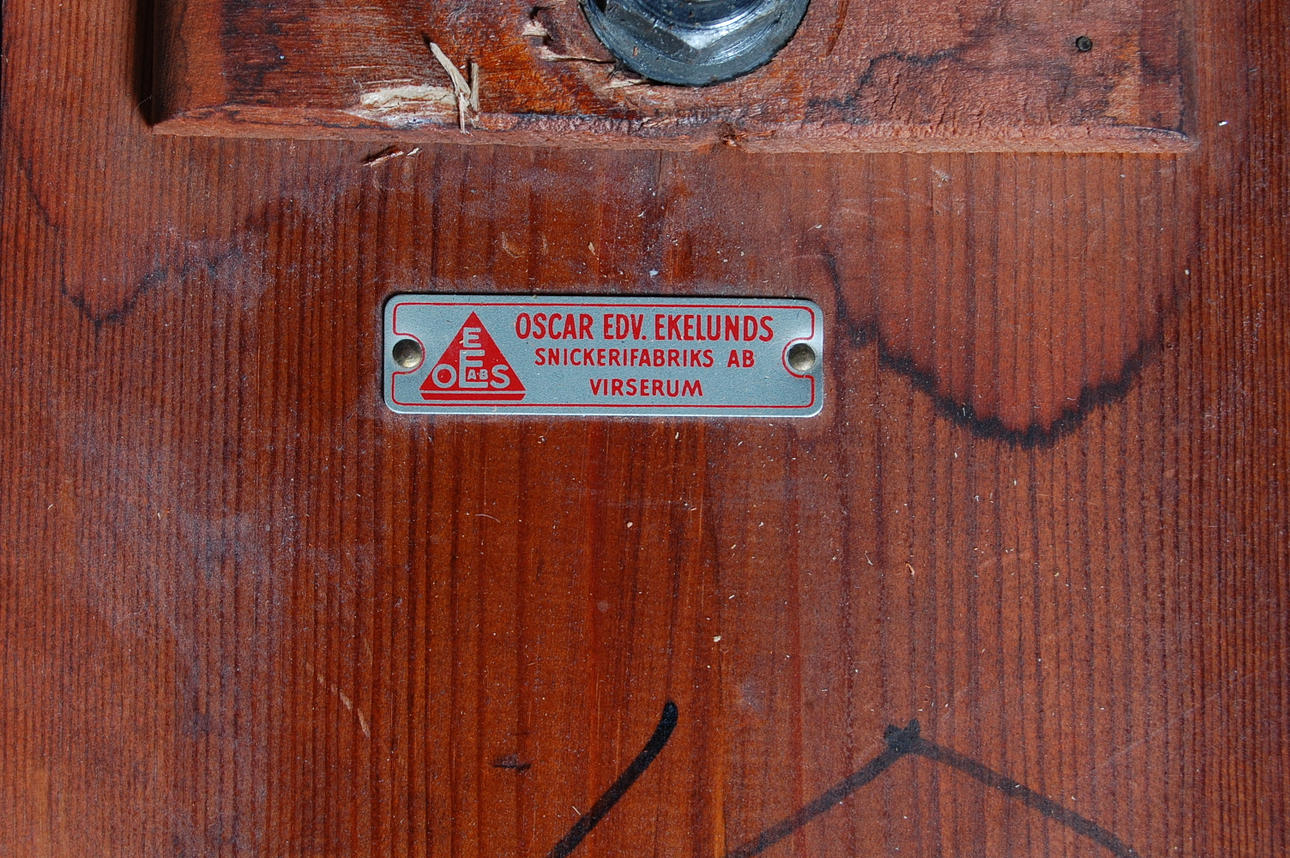 OSCAR EDV. EKELUNDS
SNICKERIFABRIKS AB
VIRSERUM
E
E
O A-B S